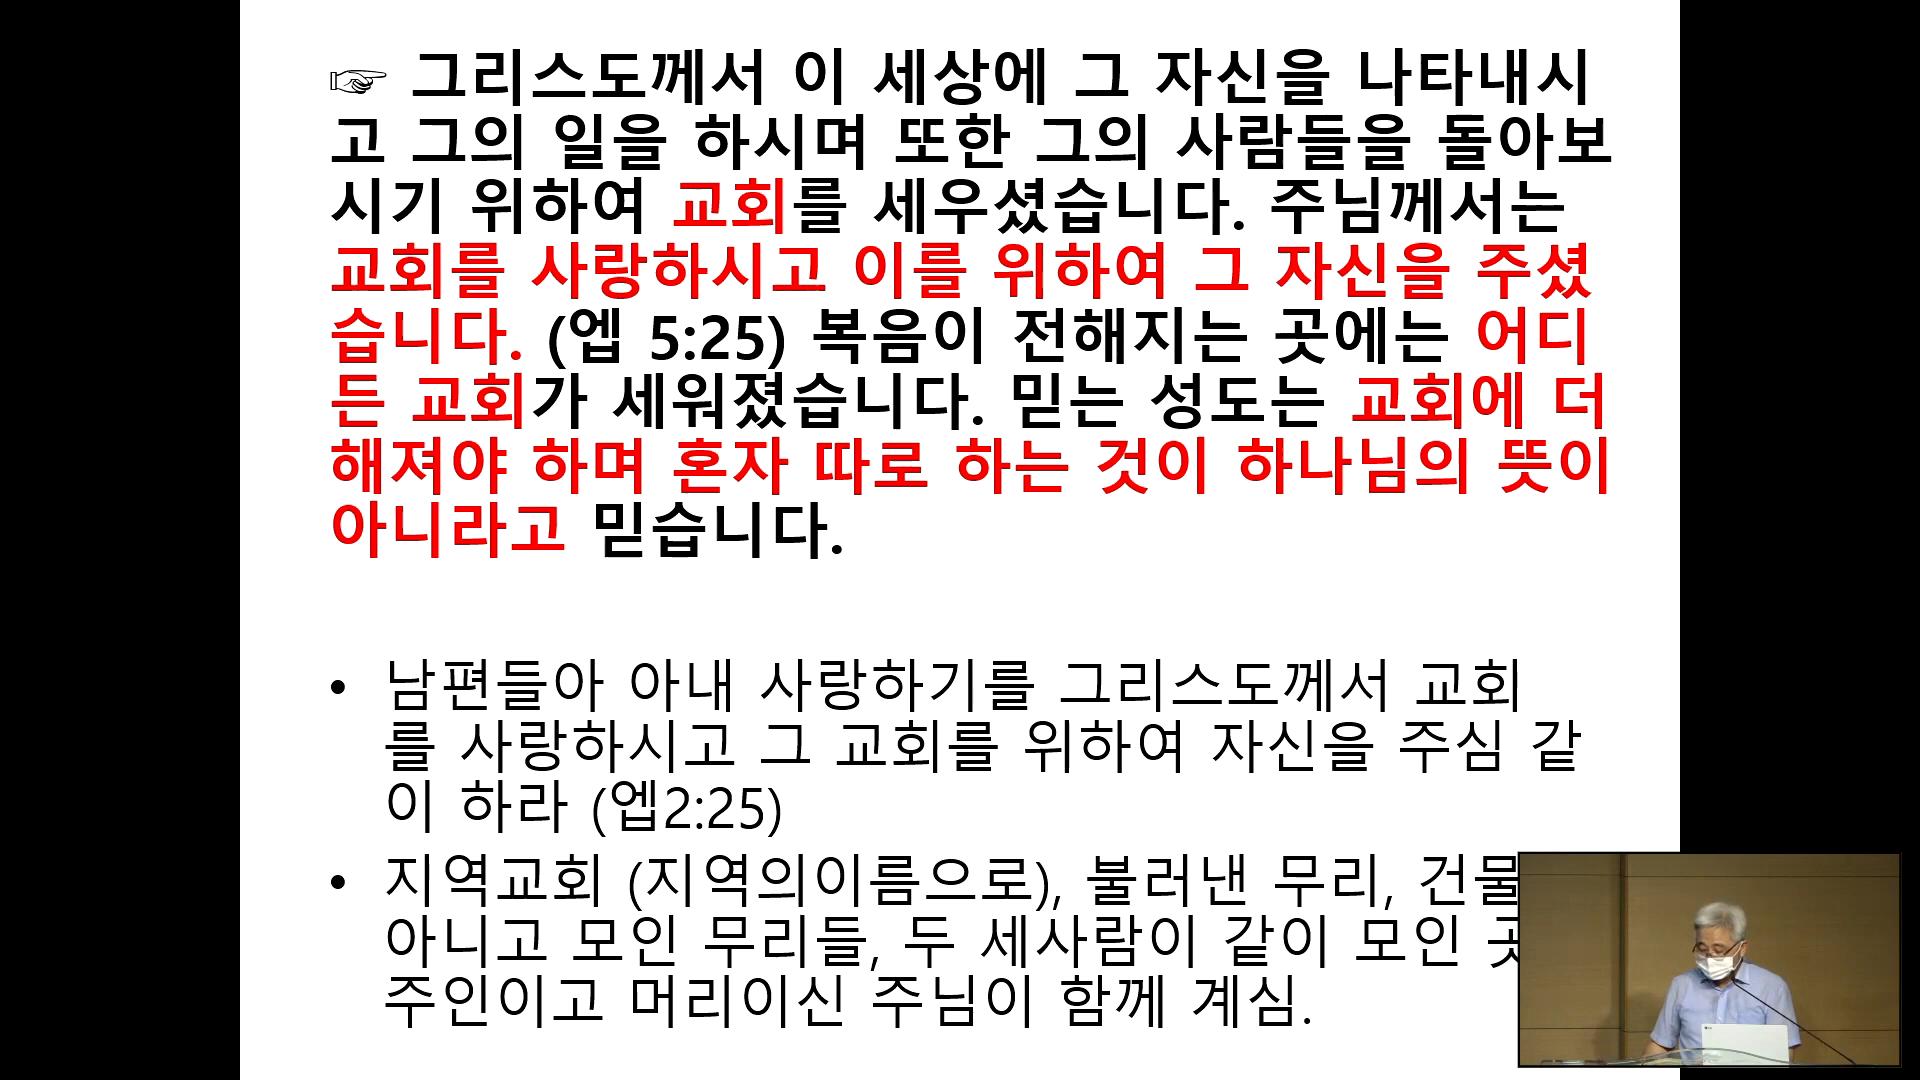 ☞ 그리스도께서 이 세상에 그 자신을 나타내시
고 그의 일을 하시며 또한 그의 사람들을 돌아보
시기 위하여 교회를 세우셨습니다. 주님께서는
교회를 사랑하시고 이를 위하여 그 자신을 주셨
습니다. (엡 5:25) 복음이 전해지는 곳에는 어디
든 교회가 세워졌습니다. 믿는 성도는 교회에 더
해져야 하며 혼자 따로 하는 것이 하나님의 뜻이
아니라고 믿습니다.
• 남편들아 아내 사랑하기를 그리스도께서 교회
를 사랑하시고 그 교회를 위하여 자신을 주심 같
이 하라 (엡2:25)
• 지역교회 (지역의이름으로), 불러낸 무리, 건물
아니고 모인 무리들, 두 세사람이 같이 모인
주인이고 머리이신 주님이 함께 계심.